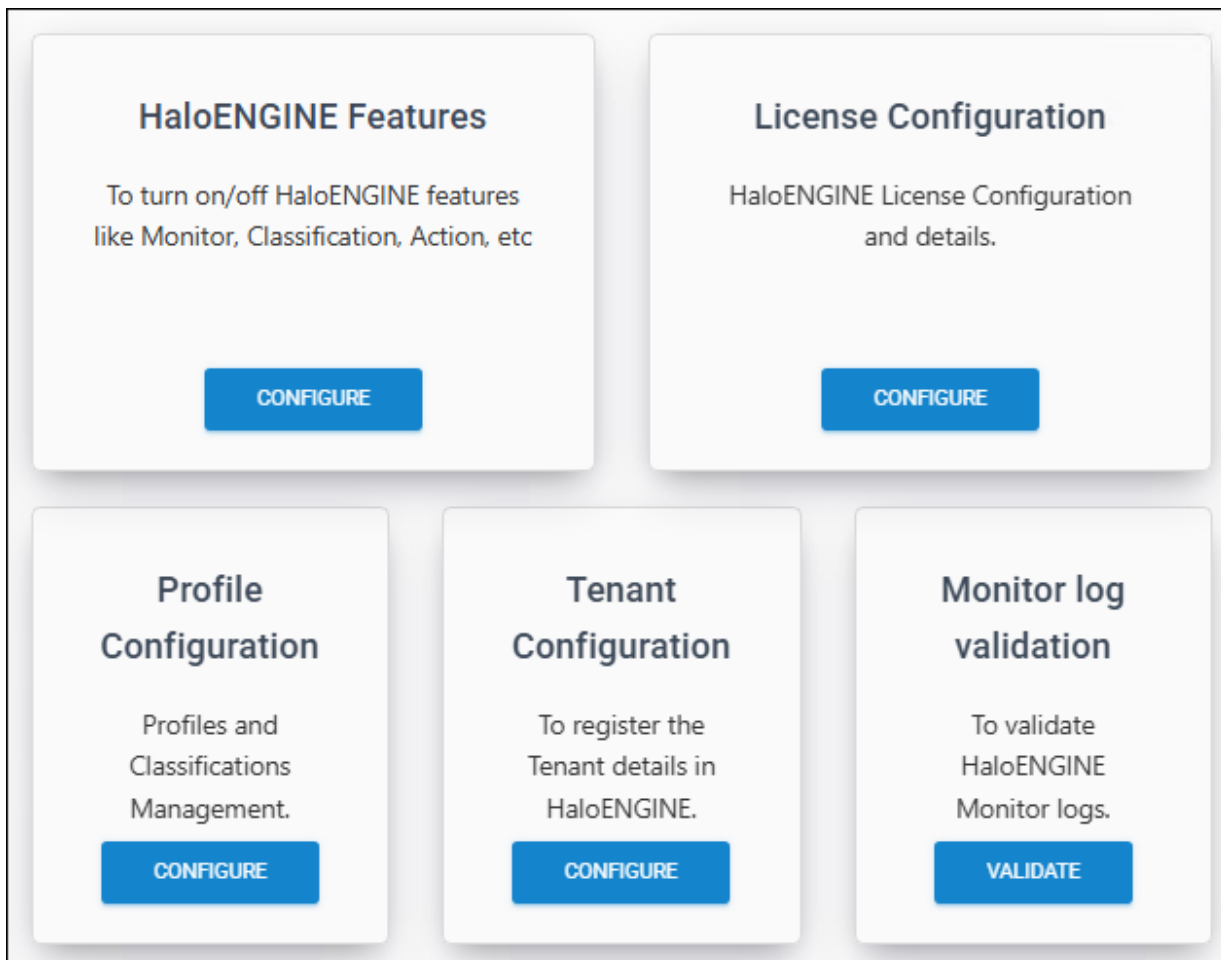 HaloENGINE Features
To turn on/off HaloENGINE features
like Monitor, Classification, Action, etc
CONFIGURE
License Configuration
HaloENGINE License Configuration
and details.
CONFIGURE
Profile
Configuration
Profiles and
Classifications
Management.
CONFIGURE
Tenant
Configuration
To register the
Tenant details in
HaloENGINE.
CONFIGURE
Monitor log
validation
To validate
HaloENGINE
Monitor logs.
VALIDATE